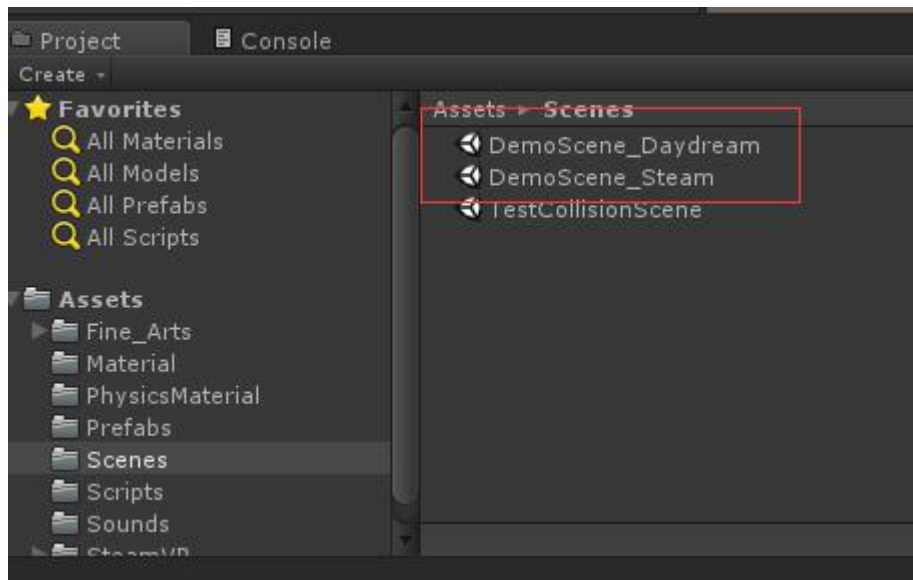 Project Console
Create
Favorites
All Materials
All Models
All Prefabs
All Scripts
Assets
Fine_Arts
Material
PhysicsMaterial
Prefabs
Scenes
Scripts
Sounds
SteamVR
Assets ▸ Scenes
DemoScene_Daydream
DemoScene_Steam
TestCollisionScene